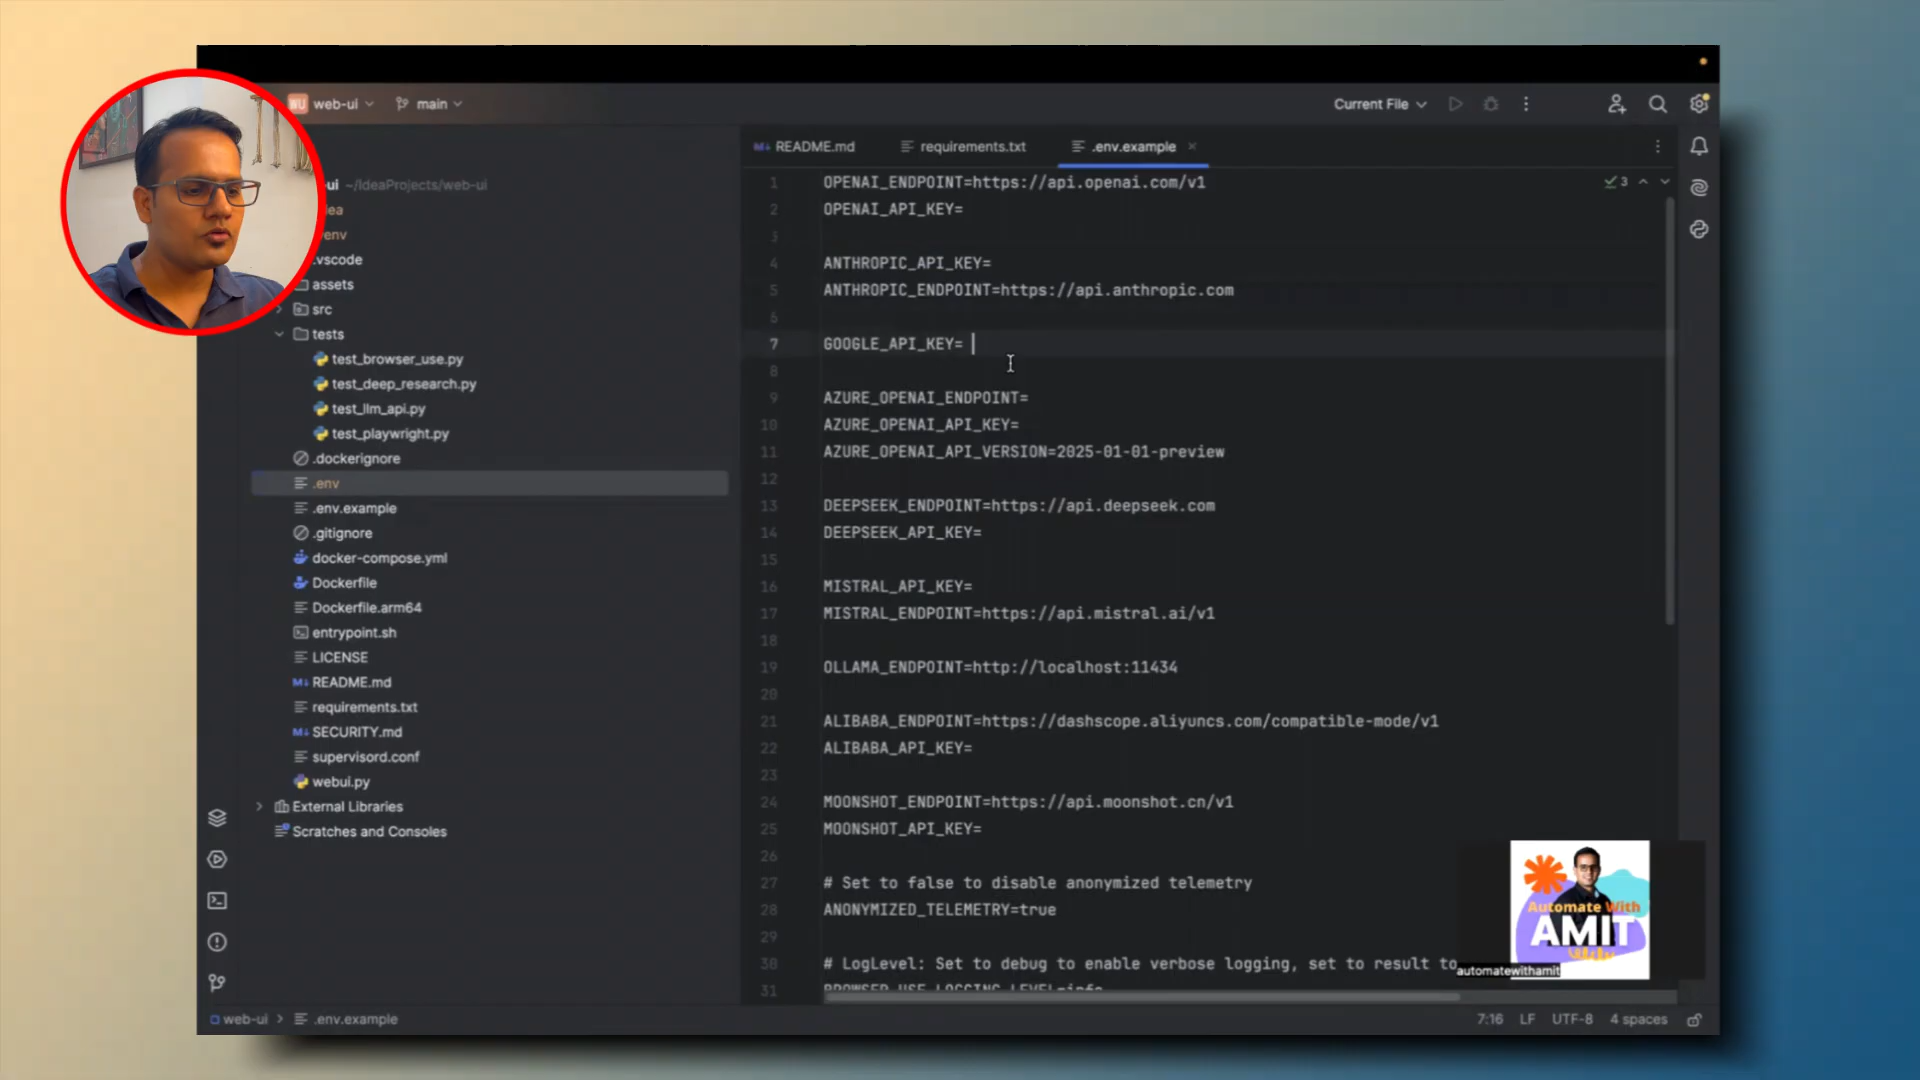 WU web-ui main
Current File
ui ~/IdeaProjects/web-ui
.vscode
assets
src
tests
test_browser_use.py
test_deep_research.py
test_llm_api.py
test_playwright.py
.dockerignore
.env
.env.example
.gitignore
docker-compose.yml
Dockerfile
Dockerfile.arm64
entrypoint.sh
LICENSE
README.md
requirements.txt
SECURITY.md
supervisord.conf
webui.py
External Libraries
Scratches and Consoles
README.md requirements.txt .env.example
3
1 OPENAI_ENDPOINT=https://api.openai.com/v1
2 OPENAI_API_KEY=
3
4 ANTHROPIC_API_KEY=
5 ANTHROPIC_ENDPOINT=https://api.anthropic.com
6
7 GOOGLE_API_KEY=
8
9 AZURE_OPENAI_ENDPOINT=
10 AZURE_OPENAI_API_KEY=
11 AZURE_OPENAI_API_VERSION=2025-01-01-preview
12
13 DEEPSEEK_ENDPOINT=https://api.deepseek.com
14 DEEPSEEK_API_KEY=
15
16 MISTRAL_API_KEY=
17 MISTRAL_ENDPOINT=https://api.mistral.ai/v1
18
19 OLLAMA_ENDPOINT=http://localhost:11434
20
21 ALIBABA_ENDPOINT=https://dashscope.aliyuncs.com/compatible-mode/v1
22 ALIBABA_API_KEY=
23
24 MOONSHOT_ENDPOINT=https://api.moonshot.cn/v1
25 MOONSHOT_API_KEY=
26
27 # Set to false to disable anonymized telemetry
28 ANONYMIZED_TELEMETRY=true
29
30 # LogLevel: Set to debug to enable verbose logging, set to result to
31 BROWSER_USE_LOGGING_LEVEL=info
Automate With
AMIT
automatewithamit
web-ui > .env.example
7:16 LF UTF-8 4 spaces